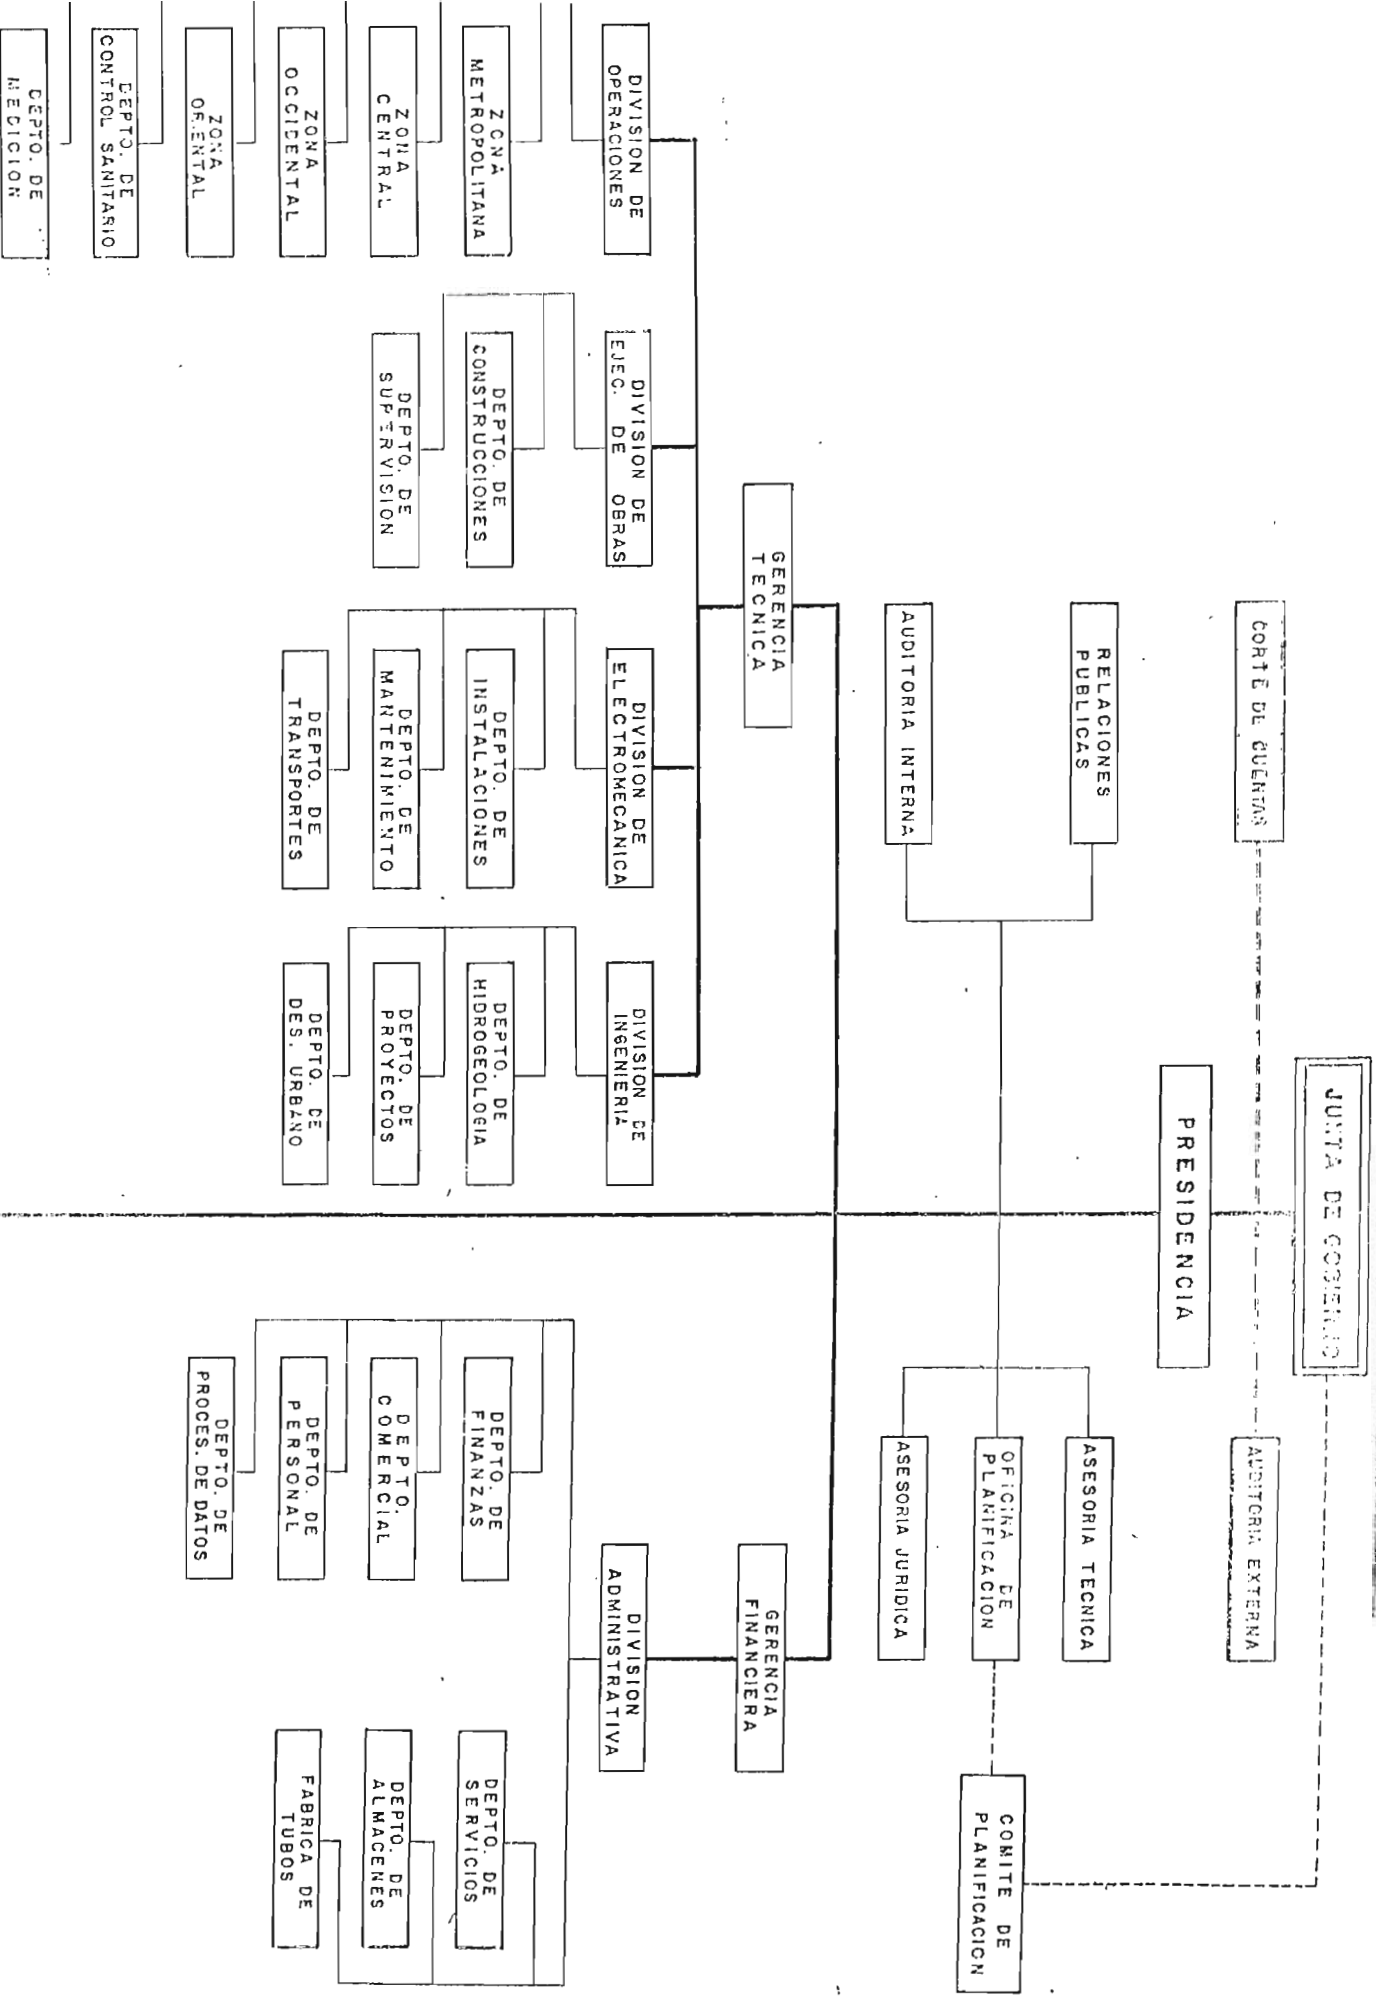 JUNTA DE GOBIERNO
CORTE DE CUENTAS
AUDITORIA EXTERNA
PRESIDENCIA
RELACIONES
PUBLICAS
ASESORIA TECNICA
OFICINA DE
PLANIFICACION
COMITE DE
PLANIFICACION
AUDITORIA INTERNA
ASESORIA JURIDICA
GERENCIA
TECNICA
GERENCIA
FINANCIERA
DIVISION DE
OPERACIONES
DIVISION DE
EJEC. DE OBRAS
DIVISION DE
ELECTROMECANICA
DIVISION DE
INGENIERIA
DIVISION
ADMINISTRATIVA
ZONA
METROPOLITANA
DEPTO. DE
CONSTRUCCIONES
DEPTO. DE
INSTALACIONES
DEPTO. DE
HIDROGEOLOGIA
DEPTO. DE
FINANZAS
DEPTO. DE
SERVICIOS
ZONA
CENTRAL
DEPTO. DE
SUPERVISION
DEPTO. DE
MANTENIMIENTO
DEPTO. DE
PROYECTOS
DEPTO.
COMERCIAL
DEPTO. DE
ALMACENES
ZONA
OCCIDENTAL
DEPTO. DE
TRANSPORTES
DEPTO. DE
DES. URBANO
DEPTO. DE
PERSONAL
FABRICA DE
TUBOS
ZONA
ORIENTAL
DEPTO. DE
PROCES. DE DATOS
DEPTO. DE
CONTROL SANITARIO
DEPTO. DE
MEDICION